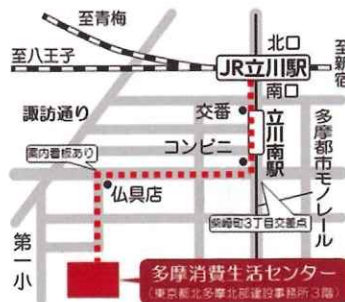 至青梅
至八王子
北口
JR立川駅
至新宿
南口
諏訪通り
交番
立川南駅
多摩都市モノレール
コンビニ
案内看板あり
仏具店
柴崎町3丁目交差点
第一小
多摩消費生活センター
(東京都北多摩北部建設事務所3階)